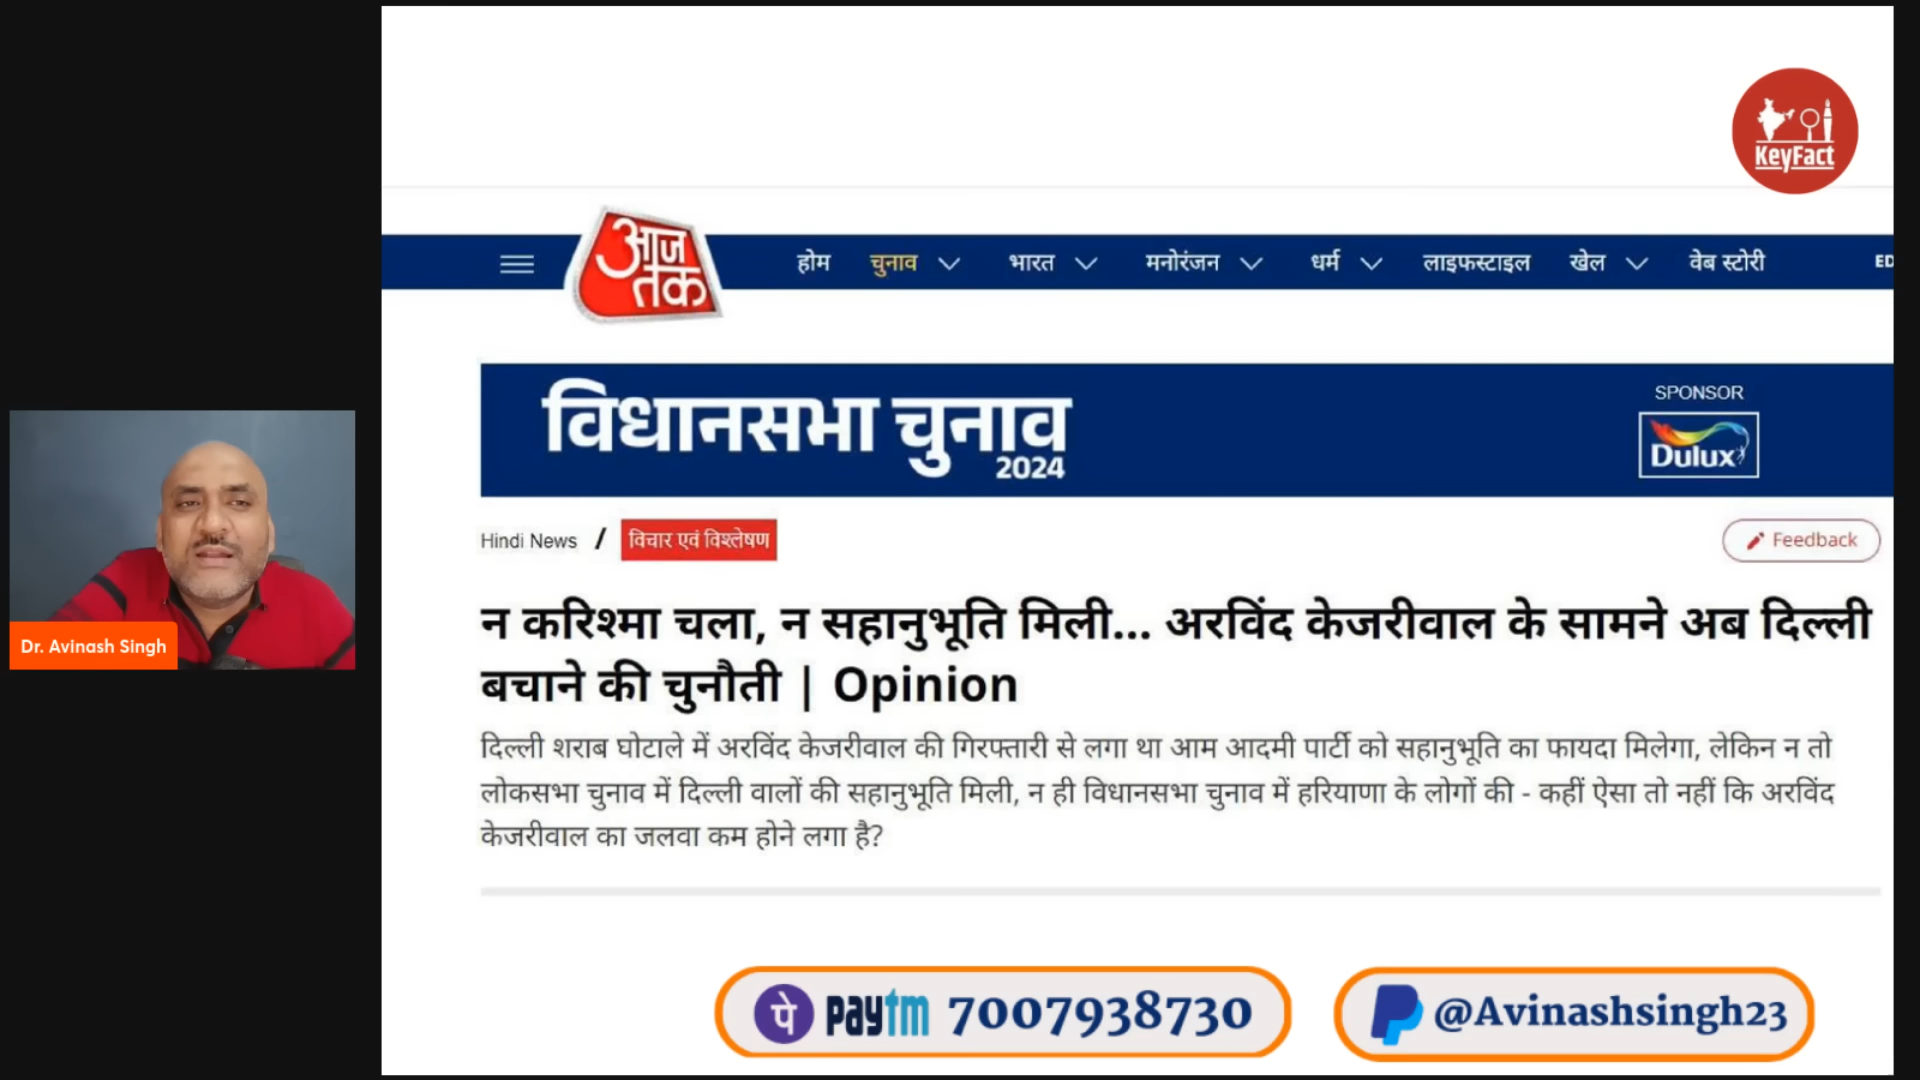 KeyFact
आज
तक
होम चुनाव भारत मनोरंजन धर्म लाइफस्टाइल खेल वेब स्टोरी ED
विधानसभा चुनाव
2024
SPONSOR
Dulux
Hindi News / विचार एवं विश्लेषण
Feedback
न करिश्मा चला, न सहानुभूति मिली... अरविंद केजरीवाल के सामने अब दिल्ली
बचाने की चुनौती | Opinion
दिल्ली शराब घोटाले में अरविंद केजरीवाल की गिरफ्तारी से लगा था आम आदमी पार्टी को सहानुभूति का फायदा मिलेगा, लेकिन न तो
लोकसभा चुनाव में दिल्ली वालों की सहानुभूति मिली, न ही विधानसभा चुनाव में हरियाणा के लोगों की - कहीं ऐसा तो नहीं कि अरविंद
केजरीवाल का जलवा कम होने लगा है?
Dr. Avinash Singh
पे paytm 7007938730
@Avinashsingh23